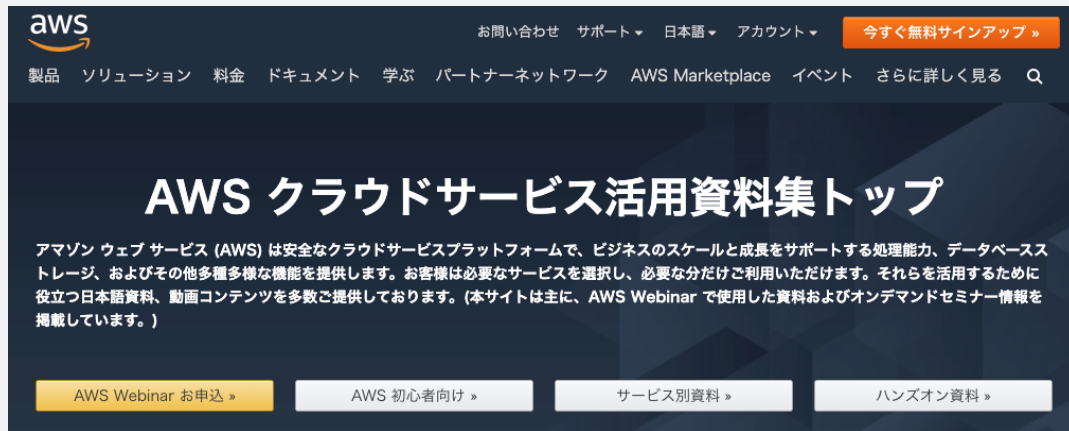 aws
お問い合わせ サポート 日本語 アカウント 今すぐ無料サインアップ »
製品 ソリューション 料金 ドキュメント 学ぶ パートナーネットワーク AWS Marketplace イベント さらに詳しく見る
AWS クラウドサービス活用資料集トップ
アマゾン ウェブ サービス (AWS) は安全なクラウドサービスプラットフォームで、ビジネスのスケールと成長をサポートする処理能力、データベースス
トレージ、およびその他多種多様な機能を提供します。お客様は必要なサービスを選択し、必要な分だけご利用いただけます。それらを活用するために
役立つ日本語資料、動画コンテンツを多数ご提供しております。(本サイトは主に、AWS Webinar で使用した資料およびオンデマンドセミナー情報を
掲載しています。)
AWS Webinar お申込 » AWS 初心者向け » サービス別資料 » ハンズオン資料 »